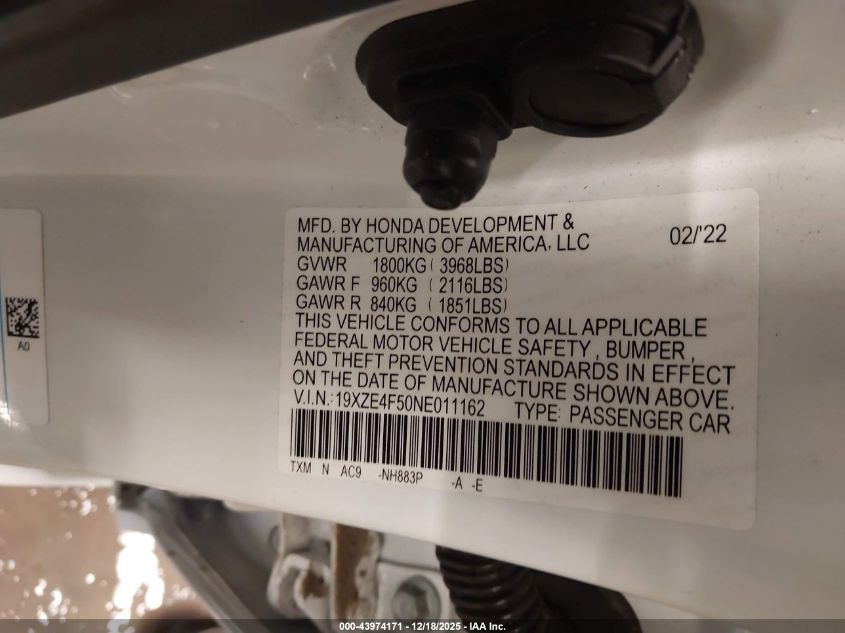 MFD. BY HONDA DEVELOPMENT &
MANUFACTURING OF AMERICA, LLC 02/'22
GVWR 1800KG ( 3968LBS)
GAWR F 960KG ( 2116LBS)
GAWR R 840KG ( 1851LBS)
THIS VEHICLE CONFORMS TO ALL APPLICABLE
FEDERAL MOTOR VEHICLE SAFETY , BUMPER ,
AND THEFT PREVENTION STANDARDS IN EFFECT
ON THE DATE OF MANUFACTURE SHOWN ABOVE.
V.I.N.: 19XZE4F50NE011162 TYPE: PASSENGER CAR
TXM N AC9 -NH883P -A -E
A0
000-43974171 - 12/18/2025 - IAA Inc.